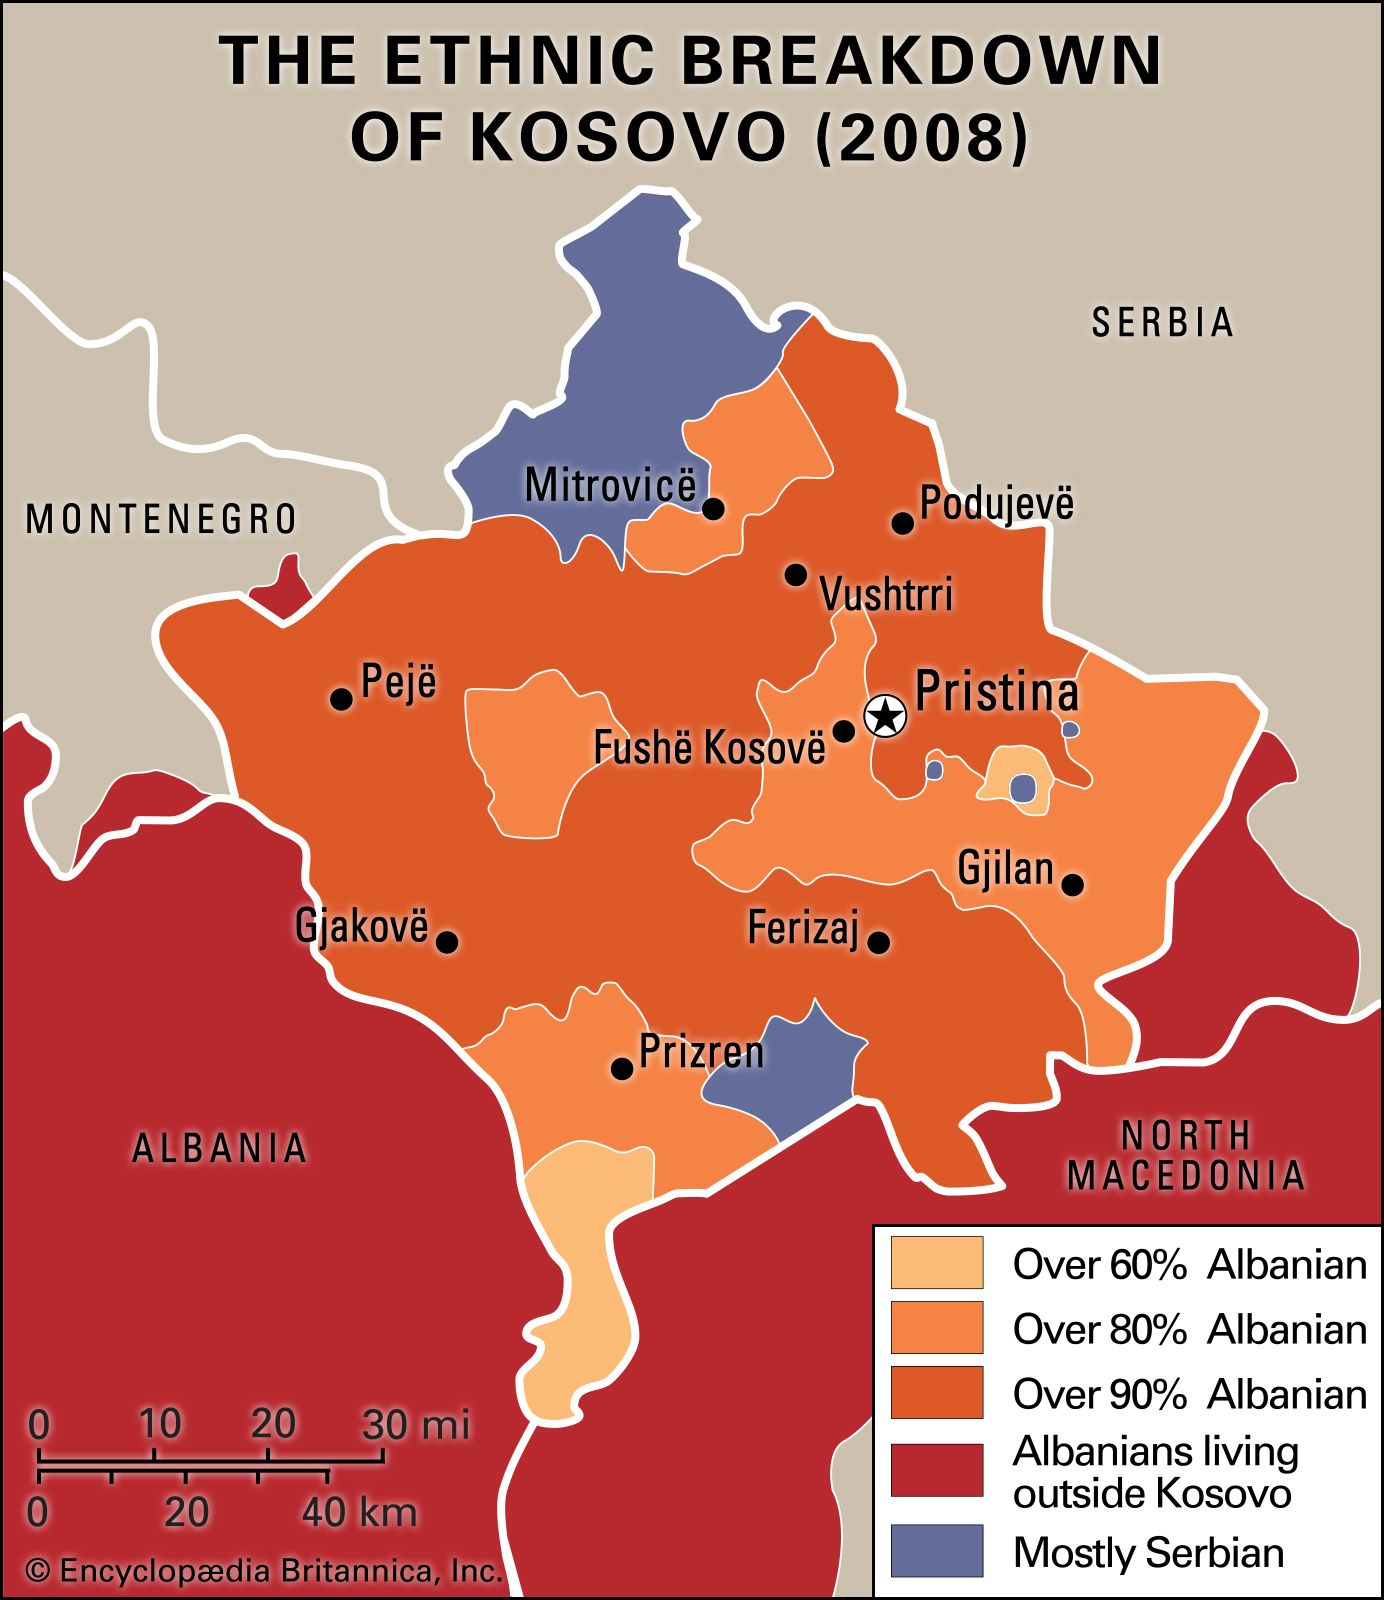 THE ETHNIC BREAKDOWN
OF KOSOVO (2008)
SERBIA
MONTENEGRO
Mitrovicë
Podujevë
Vushtrri
Pejë
Pristina
Fushë Kosovë
Gjilan
Gjakovë
Ferizaj
Prizren
ALBANIA
NORTH
MACEDONIA
Over 60% Albanian
Over 80% Albanian
Over 90% Albanian
Albanians living
outside Kosovo
Mostly Serbian
0 10 20 30 mi
0 20 40 km
© Encyclopædia Britannica, Inc.